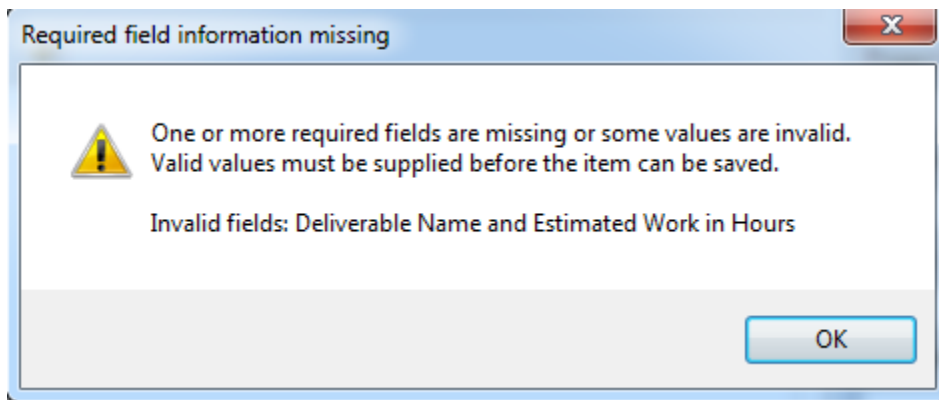 Required field information missing
One or more required fields are missing or some values are invalid.
Valid values must be supplied before the item can be saved.
Invalid fields: Deliverable Name and Estimated Work in Hours
OK